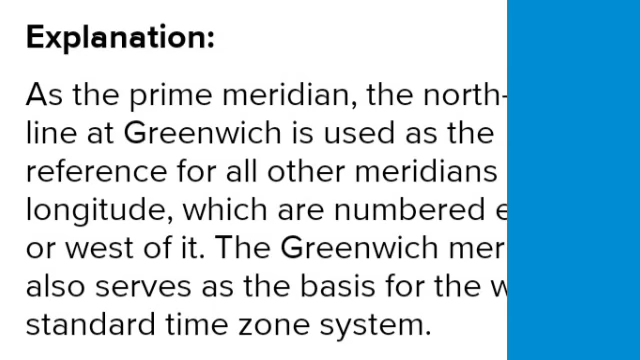 Explanation:
As the prime meridian, the north-
line at Greenwich is used as the
reference for all other meridians
longitude, which are numbered
or west of it. The Greenwich
also serves as the basis for the
standard time zone system.